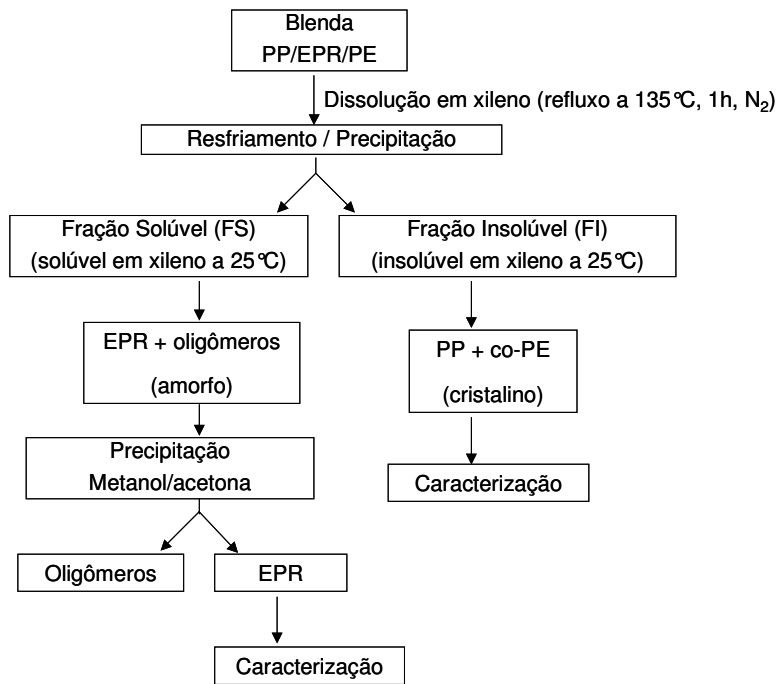 Blenda
PP/EPR/PE
Dissolução em xileno (refluxo a 135°C, 1h, N₂)
Resfriamento / Precipitação
Fração Solúvel (FS)
(solúvel em xileno a 25°C)
Fração Insolúvel (FI)
(insolúvel em xileno a 25°C)
EPR + oligômeros
(amorfo)
PP + co-PE
(cristalino)
Precipitação
Metanol/acetona
Caracterização
Oligômeros
EPR
Caracterização